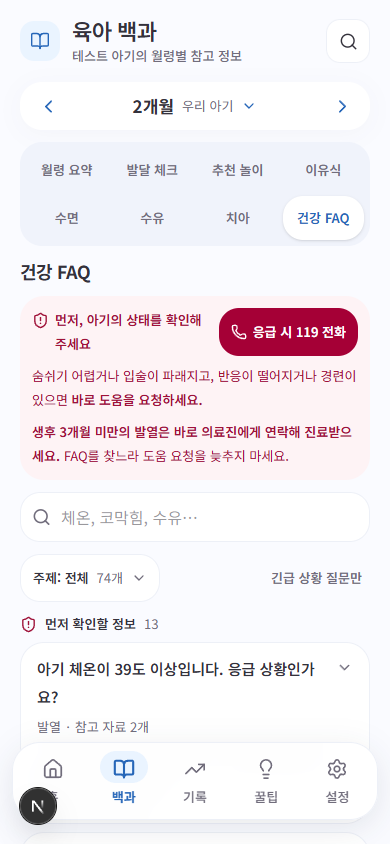 육아 백과
테스트 아기의 월령별 참고 정보
2개월 우리 아기
월령 요약 발달 체크 추천 놀이 이유식
수면 수유 치아 건강 FAQ
건강 FAQ
먼저, 아기의 상태를 확인해
주세요
응급 시 119 전화
숨쉬기 어렵거나 입술이 파래지고, 반응이 떨어지거나 경련이
있으면 바로 도움을 요청하세요.
생후 3개월 미만의 발열은 바로 의료진에게 연락해 진료받으
세요. FAQ를 찾느라 도움 요청을 늦추지 마세요.
체온, 코막힘, 수유…
주제: 전체 74개
긴급 상황 질문만
먼저 확인할 정보 13
아기 체온이 39도 이상입니다. 응급 상황인가
요?
발열 · 참고 자료 2개
백과 기록 꿀팁 설정
N